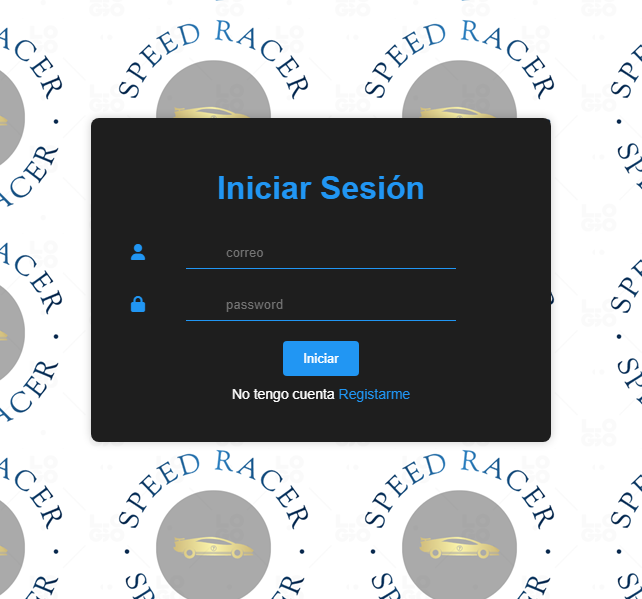 SPEED RACER
SPEED RACER
Iniciar Sesión
correo
password
Iniciar
No tengo cuenta Registarme
SPEED RACER
SPEED RACER